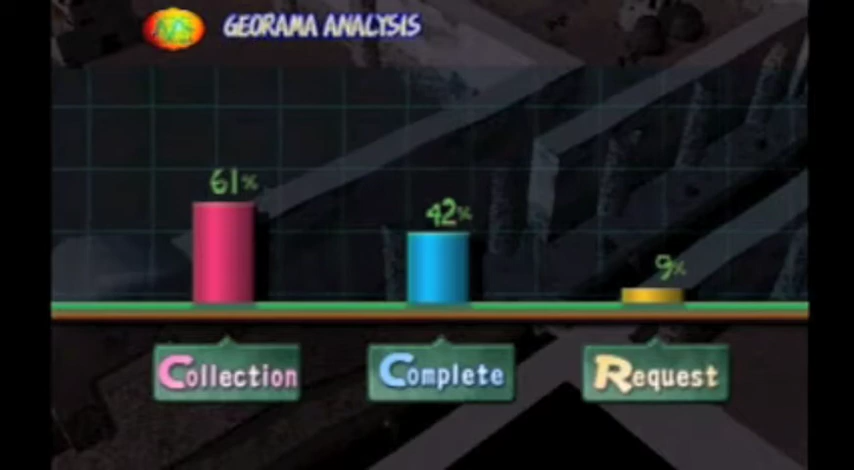 GEORAMA ANALYSIS
61%
42%
9%
Collection
Complete
Request